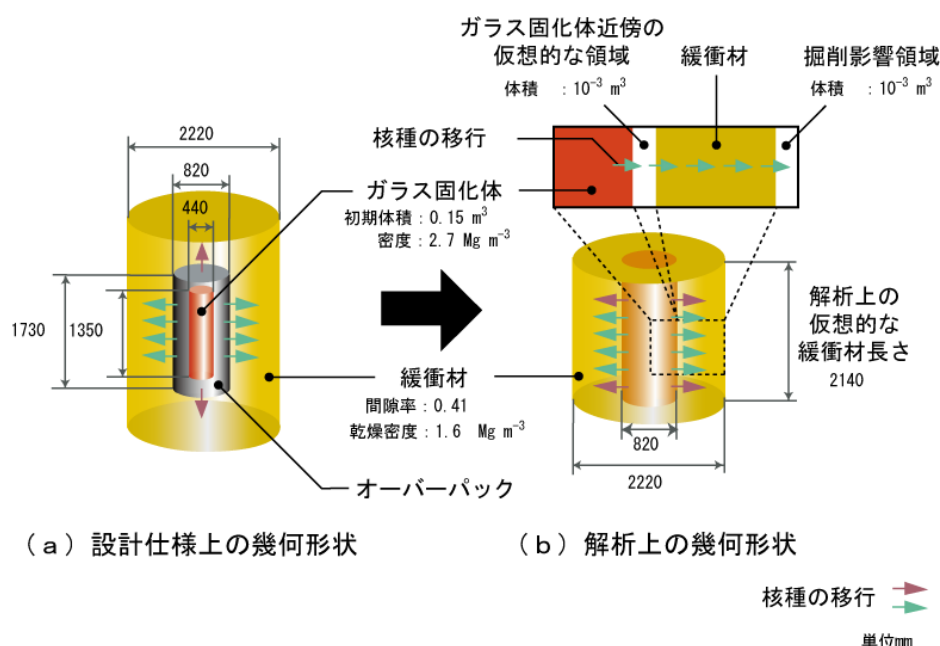 ガラス固化体近傍の
仮想的な領域
体積 : 10⁻³ m³
緩衝材
掘削影響領域
体積 : 10⁻³ m³
核種の移行
2220
820
440
ガラス固化体
初期体積:0.15 m³
密度:2.7 Mg m⁻³
1730
1350
緩衝材
間隙率:0.41
乾燥密度:1.6 Mg m⁻³
オーバーパック
解析上の
仮想的な
緩衝材長さ
2140
820
2220
(a)設計仕様上の幾何形状
(b)解析上の幾何形状
核種の移行
単位mm